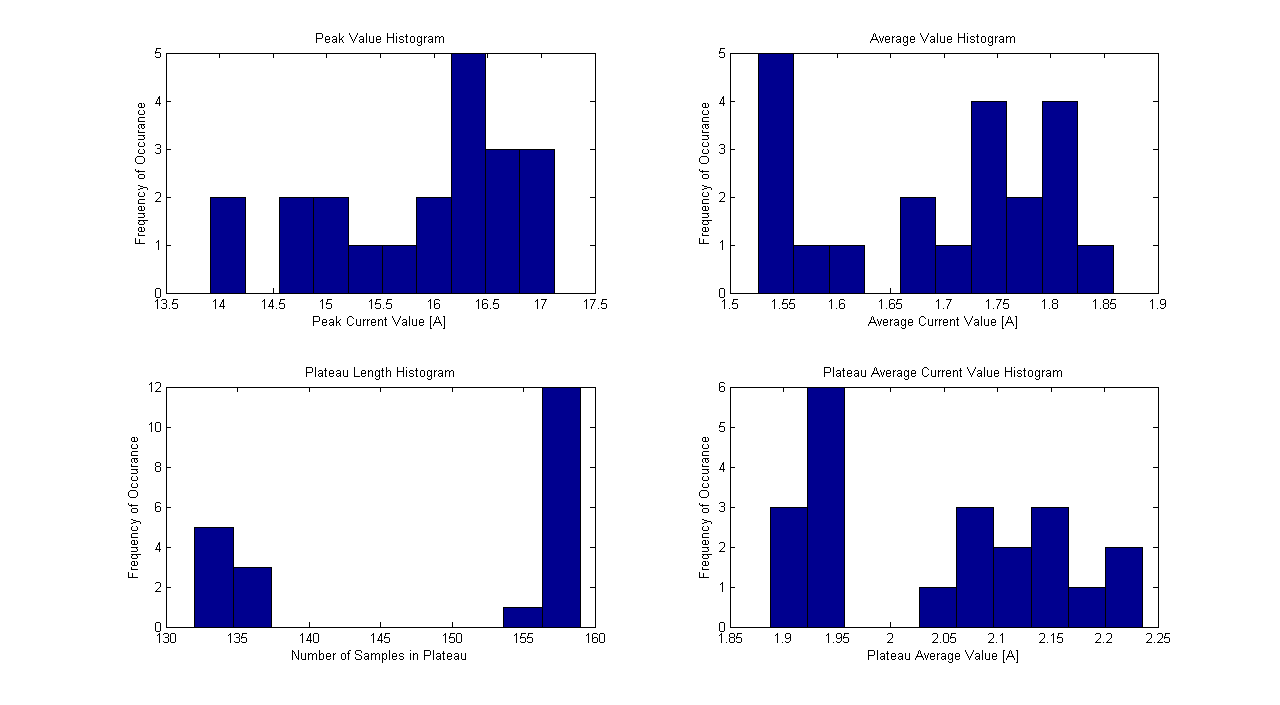 Peak Value Histogram
5
4
3
2
1
0
Frequency of Occurance
13.5 14 14.5 15 15.5 16 16.5 17 17.5
Peak Current Value [A]
Average Value Histogram
5
4
3
2
1
0
Frequency of Occurance
1.5 1.55 1.6 1.65 1.7 1.75 1.8 1.85 1.9
Average Current Value [A]
Plateau Length Histogram
12
10
8
6
4
2
0
Frequency of Occurance
130 135 140 145 150 155 160
Number of Samples in Plateau
Plateau Average Current Value Histogram
6
5
4
3
2
1
0
Frequency of Occurance
1.85 1.9 1.95 2 2.05 2.1 2.15 2.2 2.25
Plateau Average Value [A]